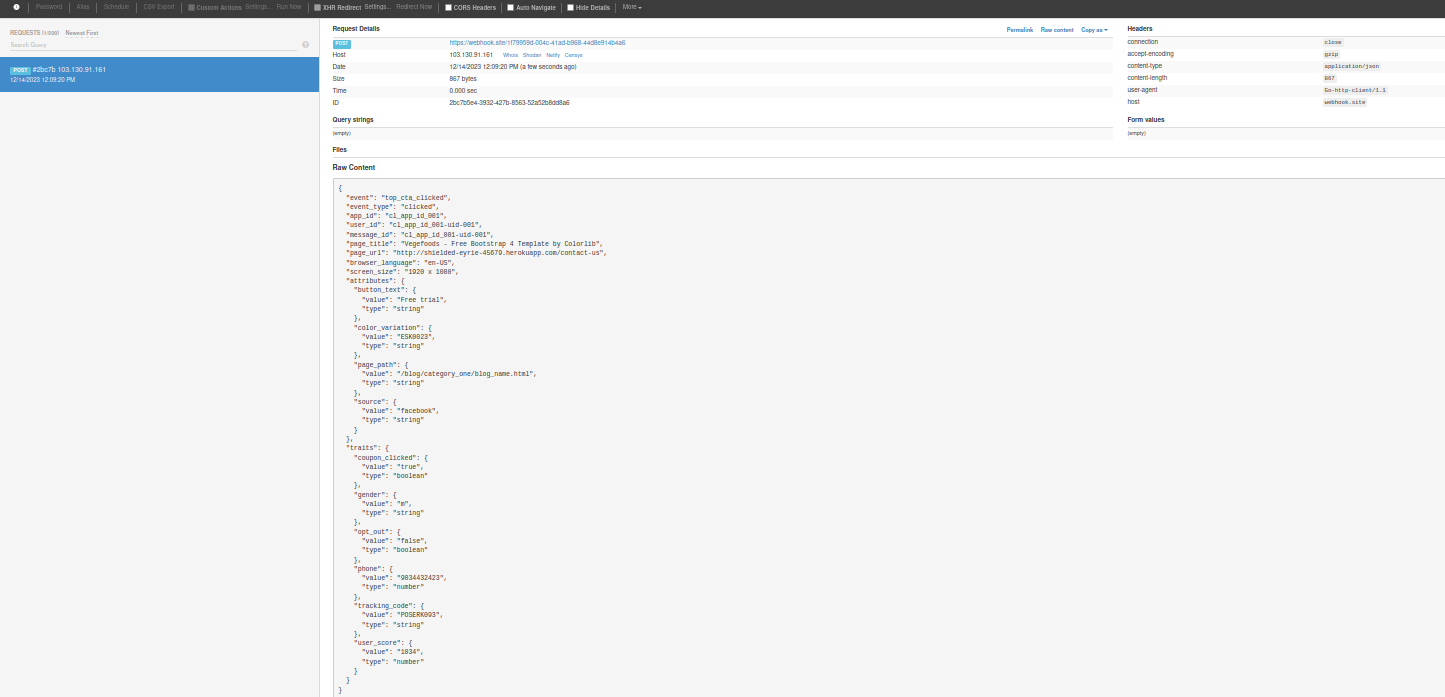 Password Alias Schedule CSV Export Custom Actions Settings... Run Now XHR Redirect Settings... Redirect Now CORS Headers Auto Navigate Hide Details More
REQUESTS (1/500) Newest First
Search Query
POST #2bc7b 103.130.91.161
12/14/2023 12:09:20 PM
Request Details Permalink Raw content Copy as
POST
Host 103.130.91.161 Whois Shodan Netify Censys
Date 12/14/2023 12:09:20 PM (a few seconds ago)
Size 867 bytes
Time 0.000 sec
ID 2bc7b5e4-3932-427b-8563-52a52b8dd8a6
Query strings
(empty)
Files
Headers
connection close
accept-encoding gzip
content-type application/json
content-length 867
user-agent Go-http-client/1.1
host webhook.site
Form values
(empty)
Raw Content
{
"event": "top_cta_clicked",
"event_type": "clicked",
"app_id": "cl_app_id_001",
"user_id": "cl_app_id_001-uid-001",
"message_id": "cl_app_id_001-uid-001",
"page_title": "Vegefoods - Free Bootstrap 4 Template by Colorlib",
"page_url": "http://shielded-eyrie-45679.herokuapp.com/contact-us",
"browser_language": "en-US",
"screen_size": "1920 x 1080",
"attributes": {
"button_text": {
"value": "Free trial",
"type": "string"
},
"color_variation": {
"value": "ESK0023",
"type": "string"
},
"page_path": {
"value": "/blog/category_one/blog_name.html",
"type": "string"
},
"source": {
"value": "facebook",
"type": "string"
}
},
"traits": {
"coupon_clicked": {
"value": "true",
"type": "boolean"
},
"gender": {
"value": "m",
"type": "string"
},
"opt_out": {
"value": "false",
"type": "boolean"
},
"phone": {
"value": "9034432423",
"type": "number"
},
"tracking_code": {
"value": "POSERK093",
"type": "string"
},
"user_score": {
"value": "1034",
"type": "number"
}
}
}